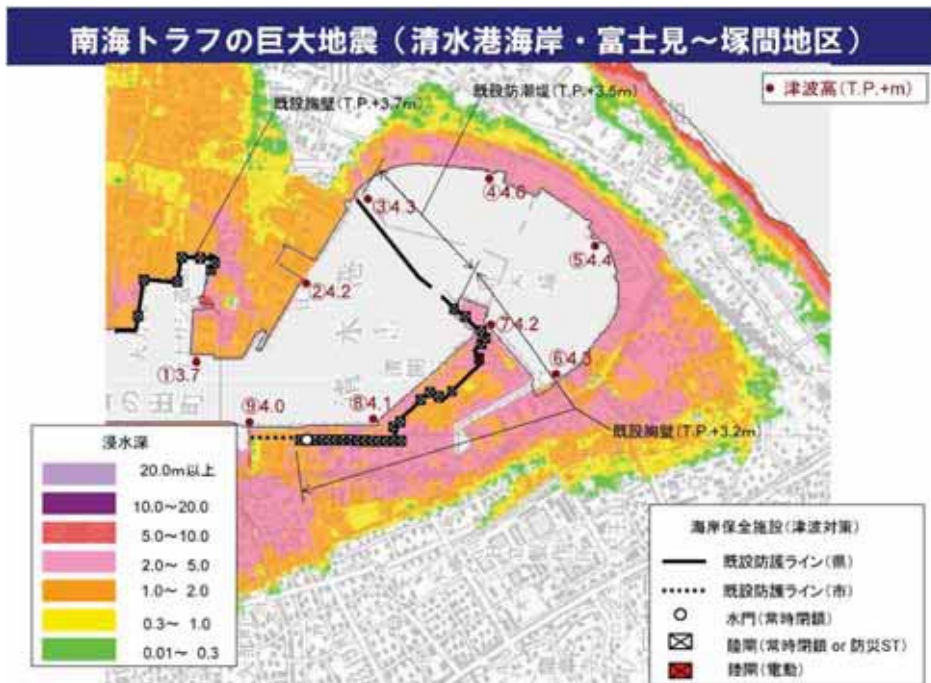 南海トラフの巨大地震（清水港海岸・富士見～塚間地区）
● 津波高(T.P.+m)
既設胸壁(T.P.+3.7m)
既設防潮堤(T.P.+3.5m)
③4.3
④4.6
⑤4.4
②4.2
⑦4.2
①3.7
⑥4.3
⑨4.0
⑧4.1
既設胸壁(T.P.+3.2m)
浸水深
20.0m以上
10.0～20.0
5.0～10.0
2.0～ 5.0
1.0～ 2.0
0.3～ 1.0
0.01～ 0.3
海岸保全施設(津波対策)
既設防護ライン(県)
既設防護ライン(市)
水門(常時閉鎖)
陸閘(常時閉鎖 or 防災ST)
陸閘(電動)